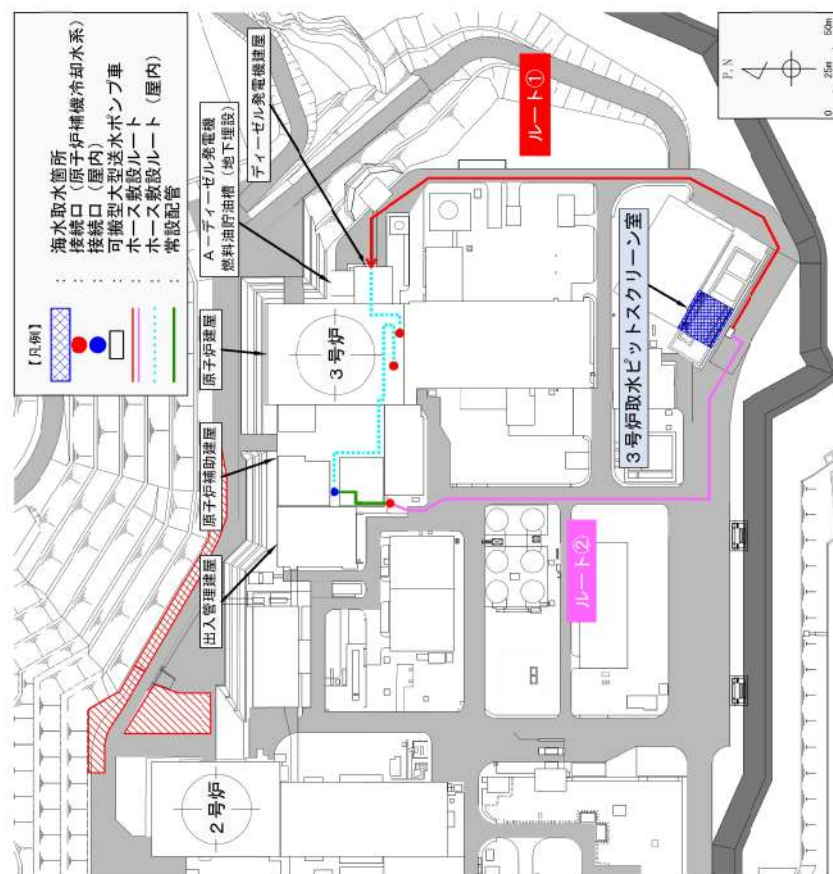 【凡例】
： 海水取水箇所
： 接続口（原子炉補機冷却水系）
： 接続口（屋内）
： 可搬型大型送水ポンプ車
： ホース敷設ルート
： ホース敷設ルート（屋内）
： 常設配管
出入管理建屋
原子炉補助建屋
原子炉建屋
A－ディーゼル発電機
燃料油貯油槽（地下埋設）
ディーゼル発電機建屋
2号炉
3号炉
ルート①
ルート②
3号炉取水ピットスクリーン室
P.N
0 25m 50m